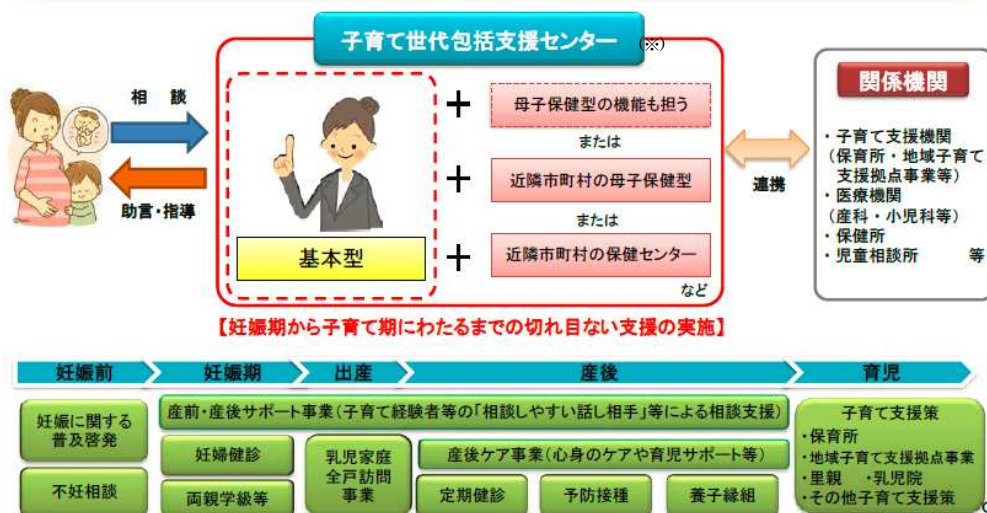 子育て世代包括支援センター (※)
相 談
助言・指導
基本型
+
母子保健型の機能も担う
または
+
近隣市町村の母子保健型
または
+
近隣市町村の保健センター
など
連携
関係機関
・子育て支援機関
(保育所・地域子育て
支援拠点事業等)
・医療機関
(産科・小児科等)
・保健所
・児童相談所 等
【妊娠期から子育て期にわたるまでの切れ目ない支援の実施】
妊娠前
妊娠期
出産
産後
育児
妊娠に関する
普及啓発
不妊相談
産前・産後サポート事業(子育て経験者等の「相談しやすい話し相手」等による相談支援)
妊婦健診
両親学級等
乳児家庭
全戸訪問
事業
産後ケア事業(心身のケアや育児サポート等)
定期健診
予防接種
養子縁組
子育て支援策
・保育所
・地域子育て支援拠点事業
・里親 ・乳児院
・その他子育て支援策